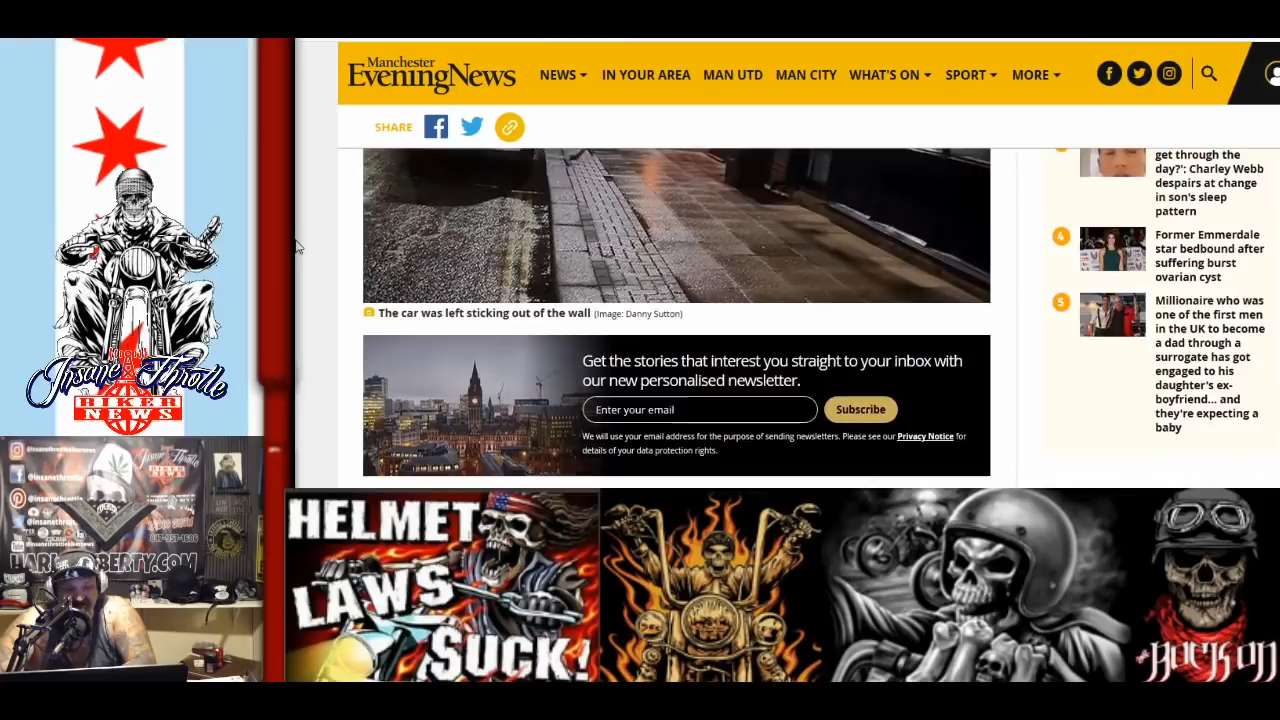 Manchester
Evening News
NEWS
IN YOUR AREA
MAN UTD
MAN CITY
WHAT'S ON
SPORT
MORE
SHARE
get through the
day?': Charley Webb
despairs at change
in son's sleep
pattern
4
Former Emmerdale
star bedbound after
suffering burst
ovarian cyst
5
Millionaire who was
one of the first men
in the UK to become
a dad through a
surrogate has got
engaged to his
daughter's ex-
boyfriend... and
they're expecting a
baby
The car was left sticking out of the wall (Image: Danny Sutton)
Get the stories that interest you straight to your inbox with
our new personalised newsletter.
Enter your email
Subscribe
We will use your email address for the purpose of sending newsletters. Please see our Privacy Notice for
details of your data protection rights.
Insane Throttle
BIKER
NEWS
@insanethrottlebikernews
HELMET
LAWS
SUCK!